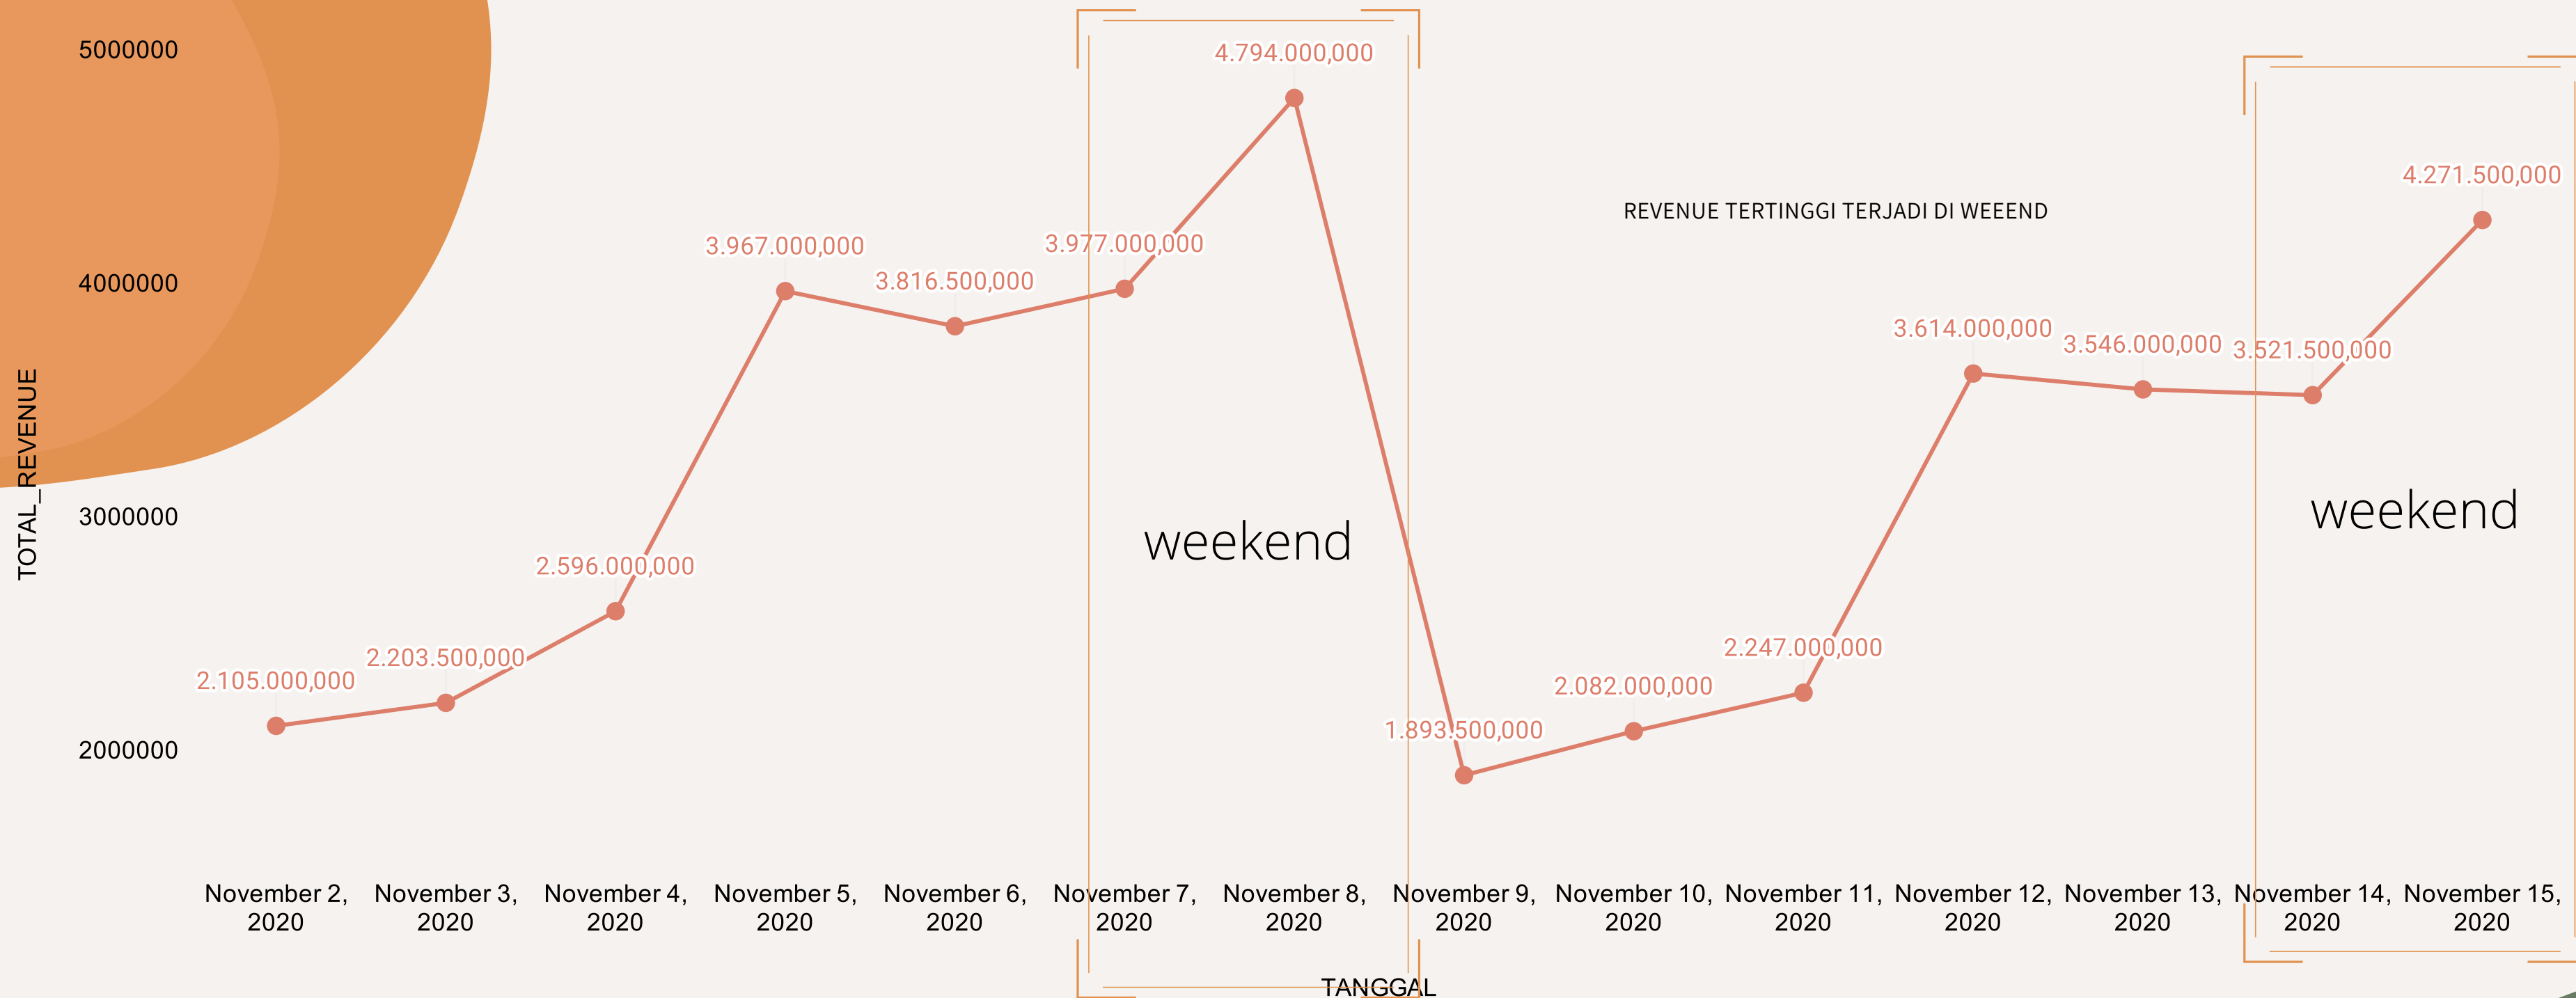 TOTAL_REVENUE
5000000
4000000
3000000
2000000
2.105.000,000
2.203.500,000
2.596.000,000
3.967.000,000
3.816.500,000
3.977.000,000
4.794.000,000
1.893.500,000
2.082.000,000
2.247.000,000
3.614.000,000
3.546.000,000
3.521.500,000
4.271.500,000
REVENUE TERTINGGI TERJADI DI WEEEND
weekend
weekend
November 2,
2020
November 3,
2020
November 4,
2020
November 5,
2020
November 6,
2020
November 7,
2020
November 8,
2020
November 9,
2020
November 10,
2020
November 11,
2020
November 12,
2020
November 13,
2020
November 14,
2020
November 15,
2020
TANGGAL